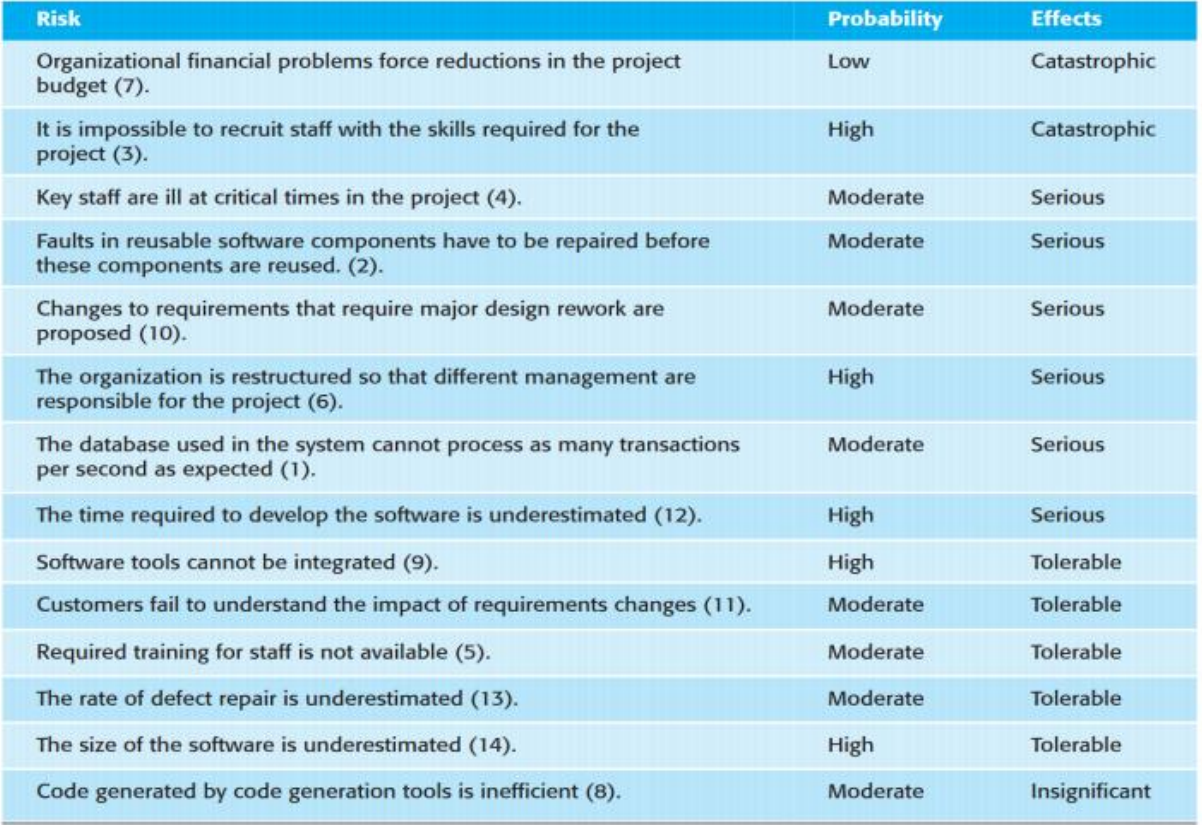 Risk Probability Effects
Organizational financial problems force reductions in the project Low Catastrophic
budget (7).
It is impossible to recruit staff with the skills required for the High Catastrophic
project (3).
Key staff are ill at critical times in the project (4). Moderate Serious
Faults in reusable software components have to be repaired before Moderate Serious
these components are reused. (2).
Changes to requirements that require major design rework are Moderate Serious
proposed (10).
The organization is restructured so that different management are High Serious
responsible for the project (6).
The database used in the system cannot process as many transactions Moderate Serious
per second as expected (1).
The time required to develop the software is underestimated (12). High Serious
Software tools cannot be integrated (9). High Tolerable
Customers fail to understand the impact of requirements changes (11). Moderate Tolerable
Required training for staff is not available (5). Moderate Tolerable
The rate of defect repair is underestimated (13). Moderate Tolerable
The size of the software is underestimated (14). High Tolerable
Code generated by code generation tools is inefficient (8). Moderate Insignificant